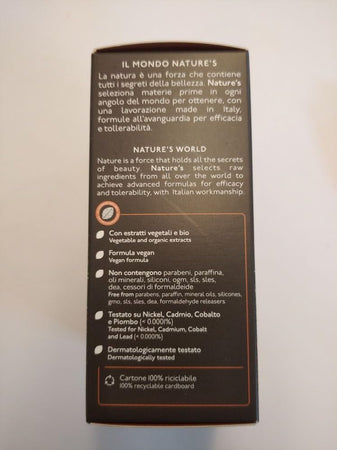 IL MONDO NATURE'S
La natura è una forza che contiene
tutti i segreti della bellezza. Nature's
seleziona materie prime in ogni
angolo del mondo per ottenere, con
una lavorazione made in Italy,
formule all'avanguardia per efficacia
e tollerabilità.
NATURE'S WORLD
Nature is a force that holds all the secrets
of beauty Nature's selects raw
ingredients from all over the world to
achieve advanced formulas for efficacy
and tolerability, with Italian workmanship.
Con estratti vegetali e bio
Vegetable and organic extracts
Formula vegan
Vegan formula
Non contengono parabeni, paraffina,
oli minerali, siliconi, ogm, sls, sles,
dea, cessori di formaldeide
Free from parabens, paraffin, mineral oils, silicones,
gmo, sls, sles, dea, formaldehyde releasers
Testato su Nickel, Cadmio, Cobalto
e Piombo (< 0.0001%)
Tested for Nickel, Cadmium, Cobalt
and Lead (< 0.0001%)
Dermatologicamente testato
Dermatologically tested
Cartone 100% riciclabile
100% recyclable cardboard